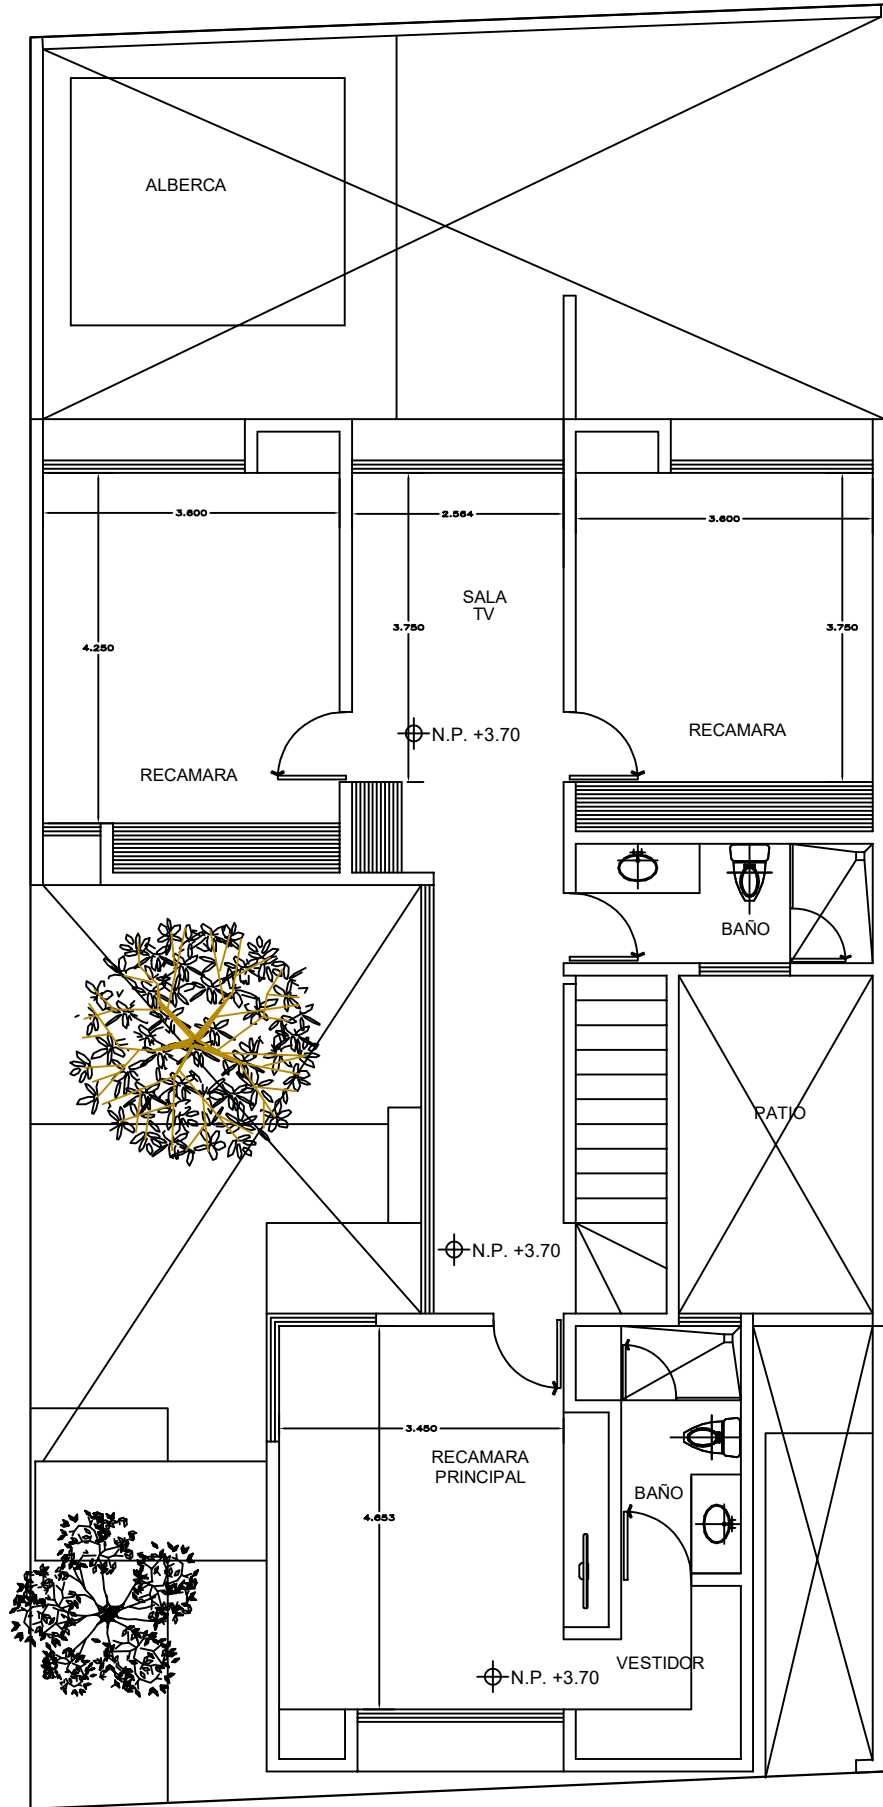 ALBERCA
3.600
2.564
3.600
SALA
TV
3.750
3.750
4.250
N.P. +3.70
RECAMARA
RECAMARA
BAÑO
PATIO
N.P. +3.70
3.450
RECAMARA
PRINCIPAL
BAÑO
4.653
VESTIDOR
N.P. +3.70